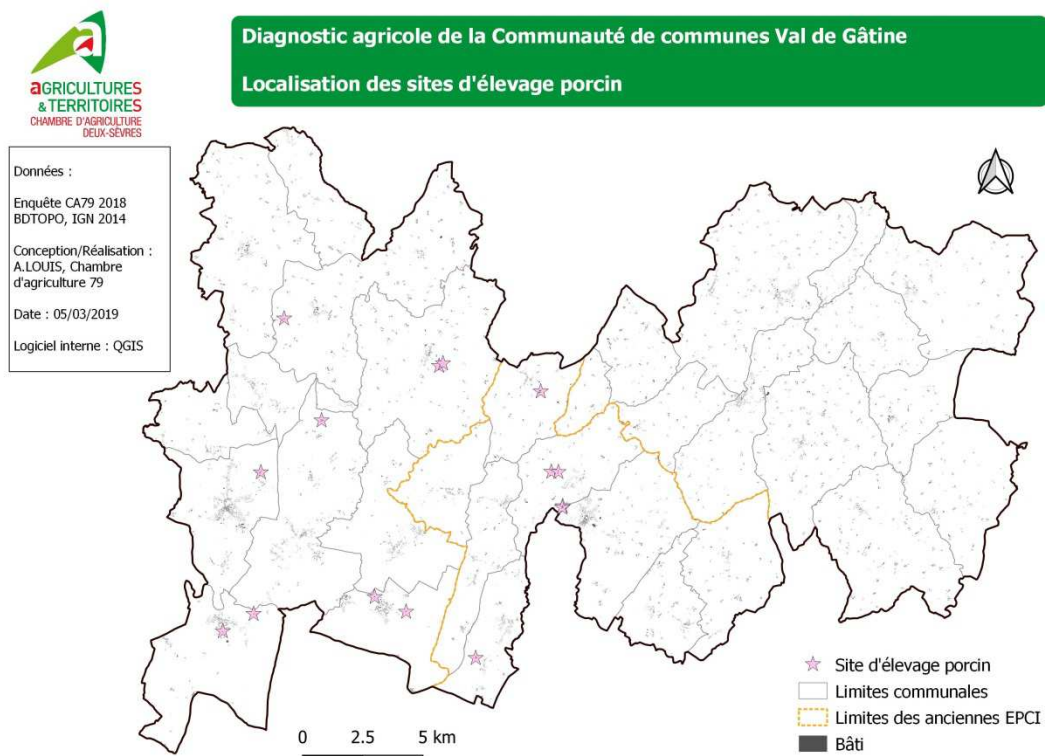 Diagnostic agricole de la Communauté de communes Val de Gâtine
Localisation des sites d'élevage porcin
a
aGRICULTURES
& TERRITOIRES
CHAMBRE D'AGRICULTURE
DEUX-SÈVRES
Données :
Enquête CA79 2018
BDTOPO, IGN 2014
Conception/Réalisation :
A.LOUIS, Chambre
d'agriculture 79
Date : 05/03/2019
Logiciel interne : QGIS
Site d'élevage porcin
Limites communales
Limites des anciennes EPCI
Bâti
0 2.5 5 km